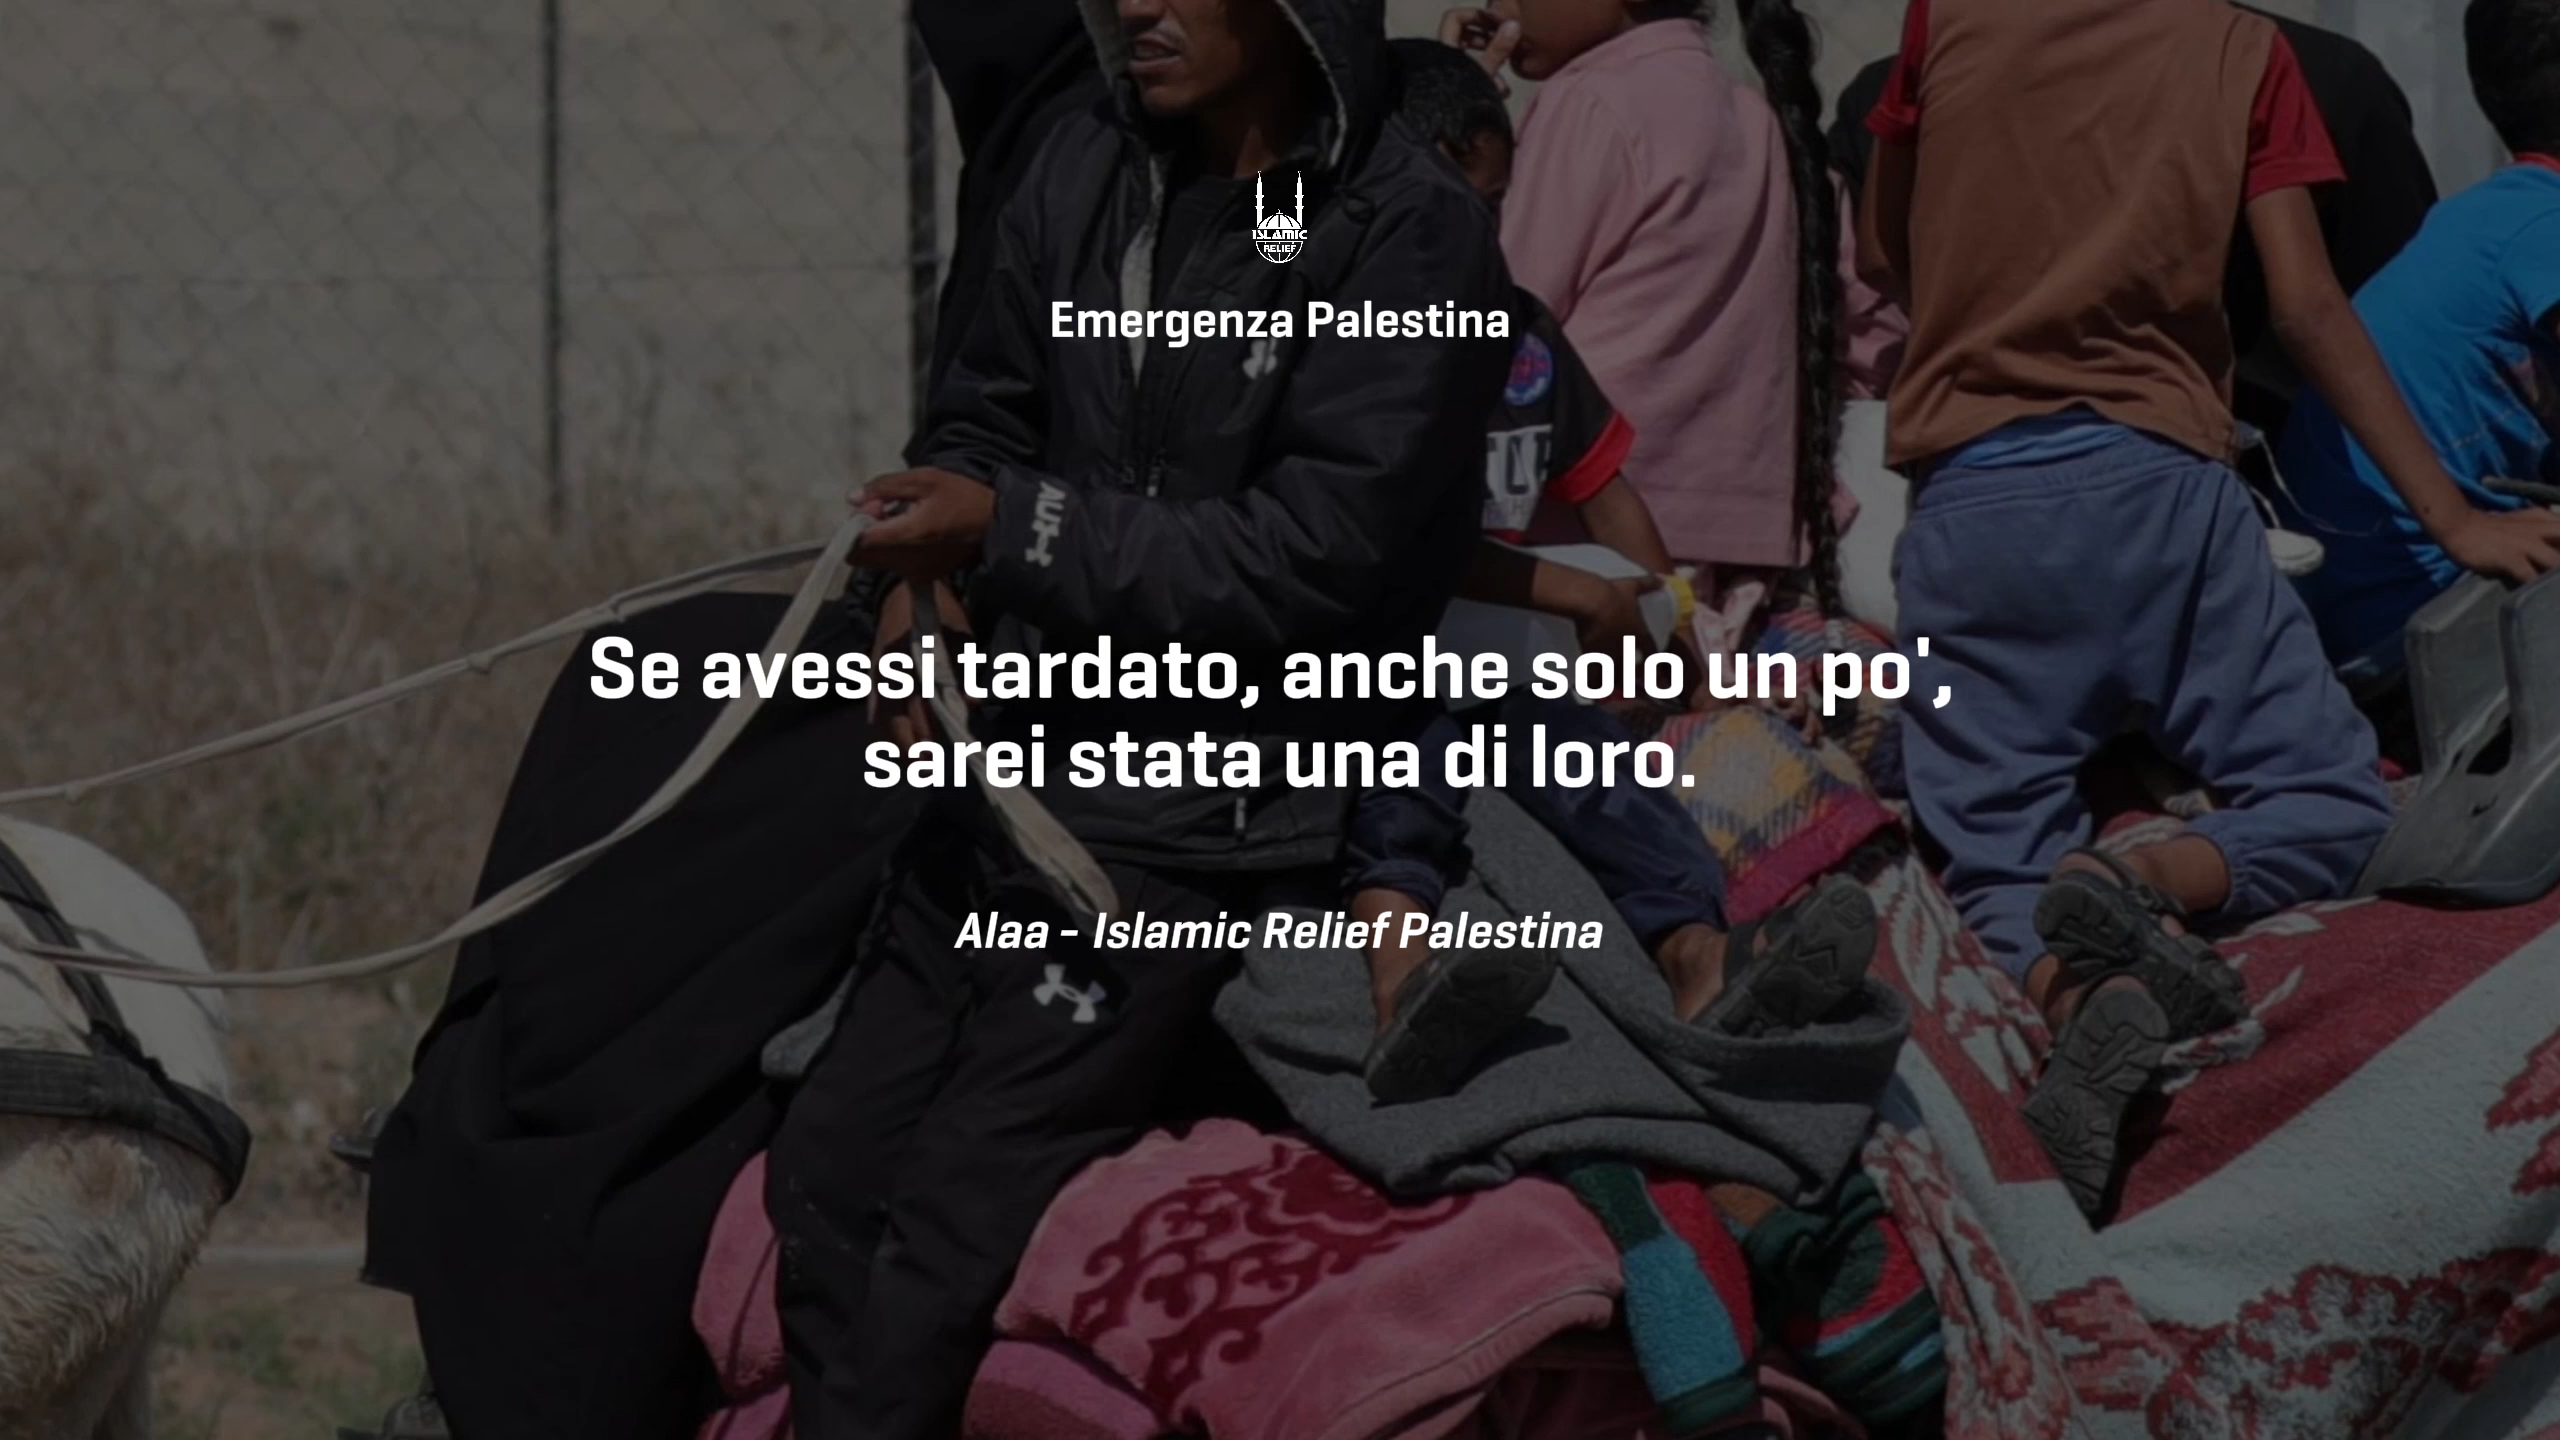 ISLAMIC
RELIEF
Emergenza Palestina
Se avessi tardato, anche solo un po',
sarei stata una di loro.
Alaa - Islamic Relief Palestina